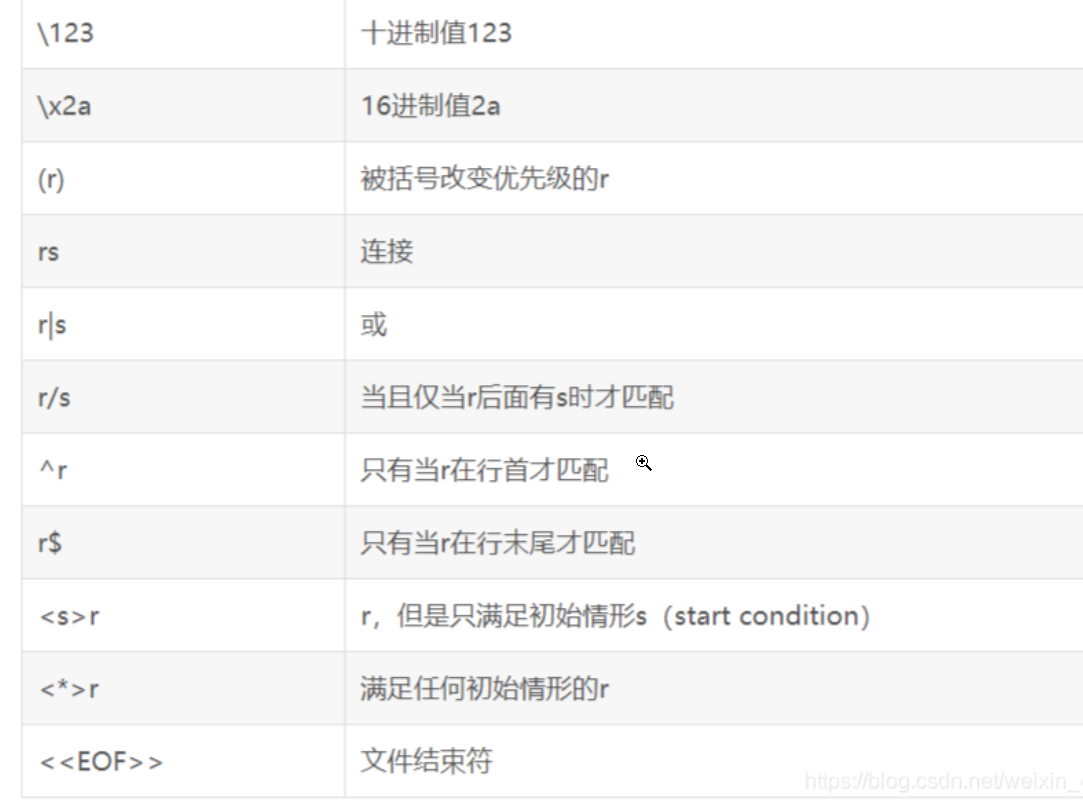 \123 十进制值123
\x2a 16进制值2a
(r) 被括号改变优先级的r
rs 连接
r|s 或
r/s 当且仅当r后面有s时才匹配
^r 只有当r在行首才匹配
r$ 只有当r在行末尾才匹配
<s>r r，但是只满足初始情形s（start condition）
<*>r 满足任何初始情形的r
<<EOF>> 文件结束符
https://blog.csdn.net/weixin_